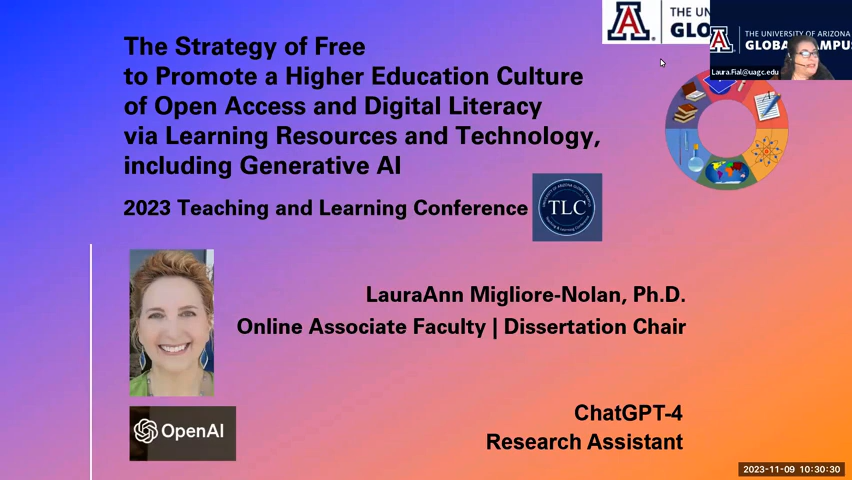 The Strategy of Free
to Promote a Higher Education Culture
of Open Access and Digital Literacy
via Learning Resources and Technology,
including Generative AI
2023 Teaching and Learning Conference
TLC
THE UN
GLO
THE UNIVERSITY OF ARIZONA
GLOBAL CAMPUS
Laura.Fial@uagc.edu
LauraAnn Migliore-Nolan, Ph.D.
Online Associate Faculty | Dissertation Chair
OpenAI
ChatGPT-4
Research Assistant
2023-11-09 10:30:30